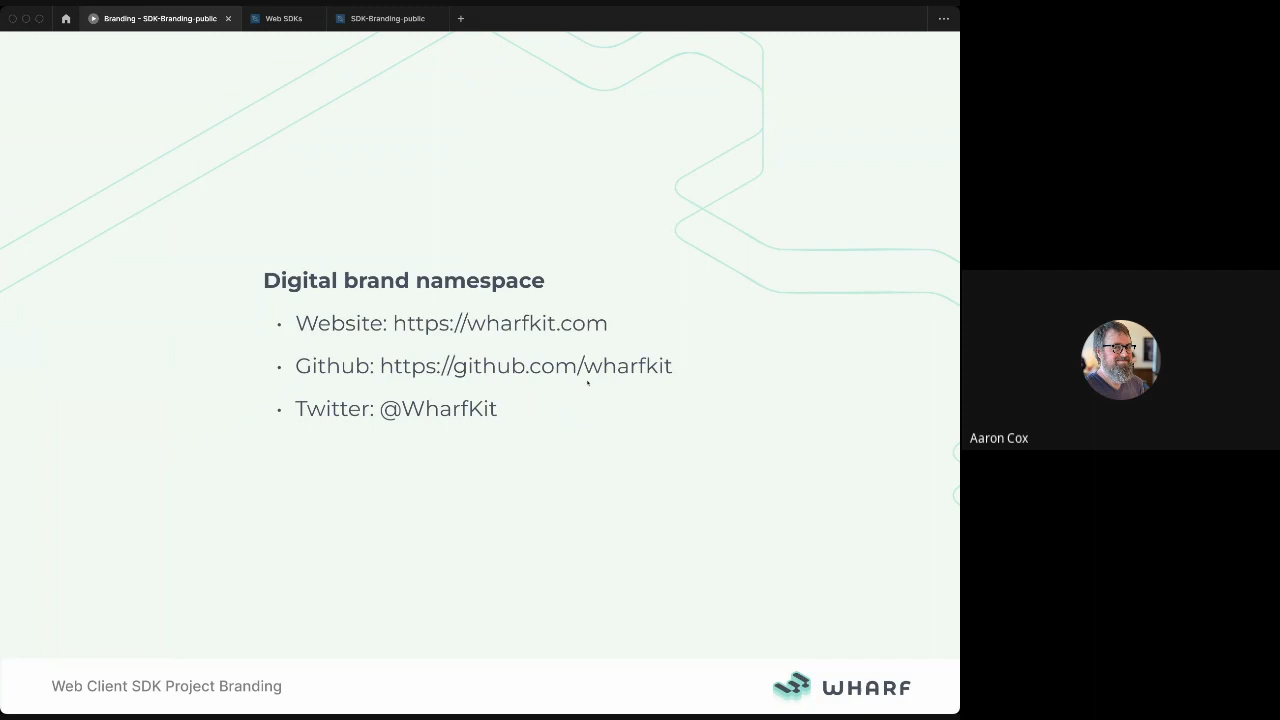 Branding - SDK-Branding-public
Web SDKs
SDK-Branding-public
Digital brand namespace
• Website: https://wharfkit.com
• Github: https://github.com/wharfkit
• Twitter: @WharfKit
Aaron Cox
Web Client SDK Project Branding
WHARF